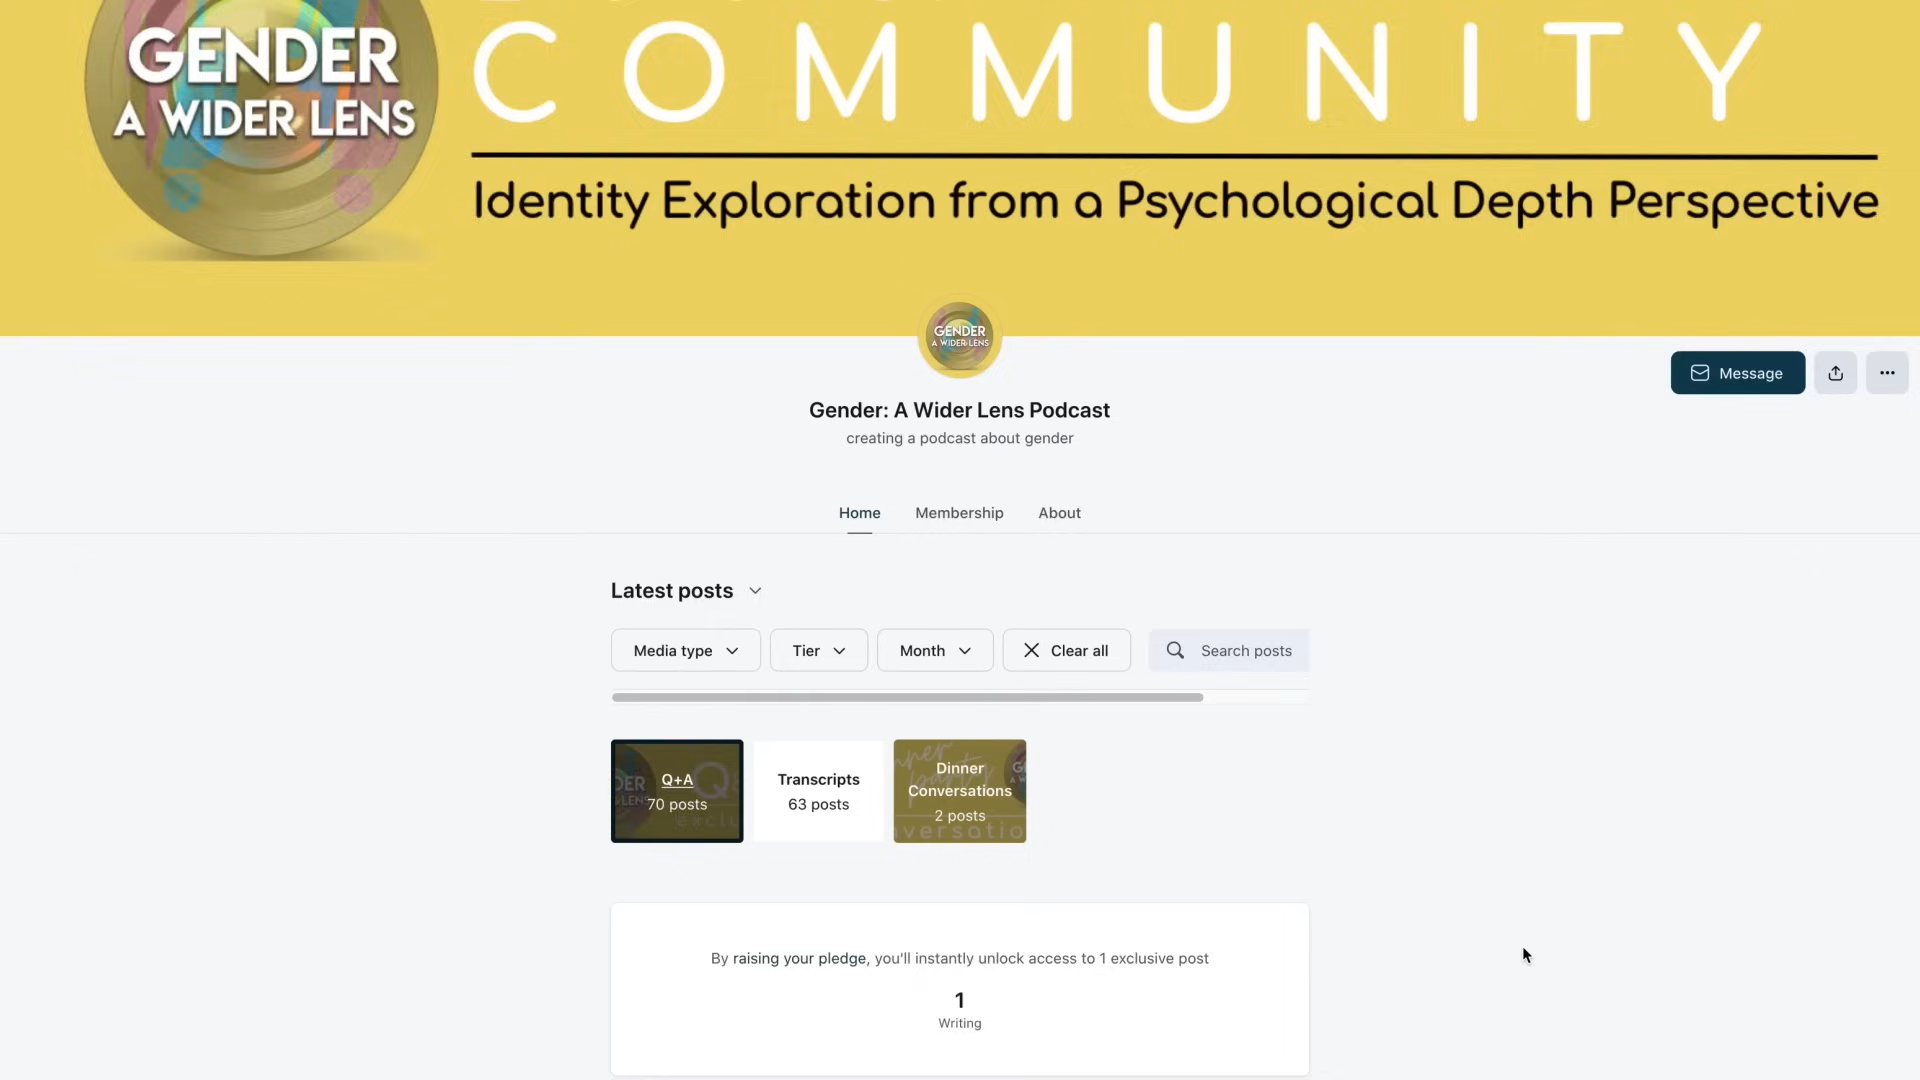 GENDER
A WIDER LENS
COMMUNITY
Identity Exploration from a Psychological Depth Perspective
GENDER
A WIDER LENS
Message
Gender: A Wider Lens Podcast
creating a podcast about gender
Home
Membership
About
Latest posts
Media type
Tier
Month
Clear all
Search posts
Q+A
70 posts
Transcripts
63 posts
Dinner
Conversations
2 posts
By raising your pledge, you'll instantly unlock access to 1 exclusive post
1
Writing